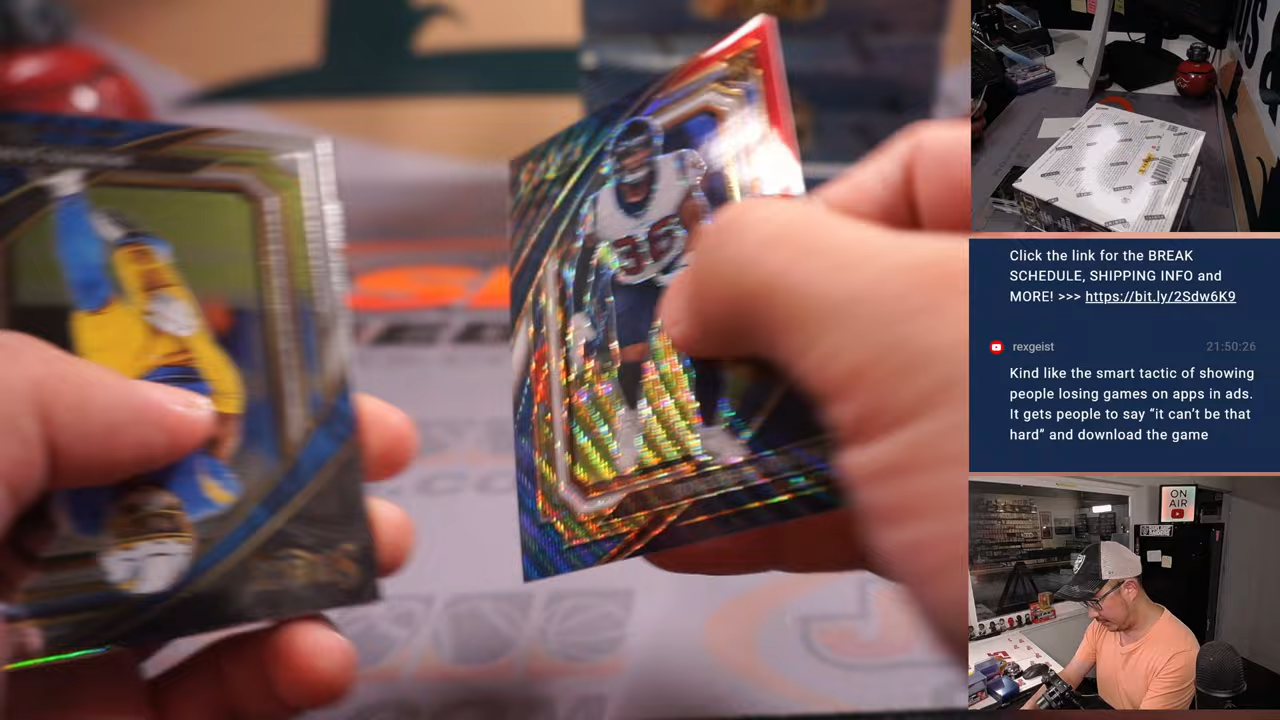 36
Click the link for the BREAK
SCHEDULE, SHIPPING INFO and
MORE! >>> https://bit.ly/2Sdw6K9
rexgeist 21:50:26
Kind like the smart tactic of showing
people losing games on apps in ads.
It gets people to say “it can’t be that
hard” and download the game
ON
AIR